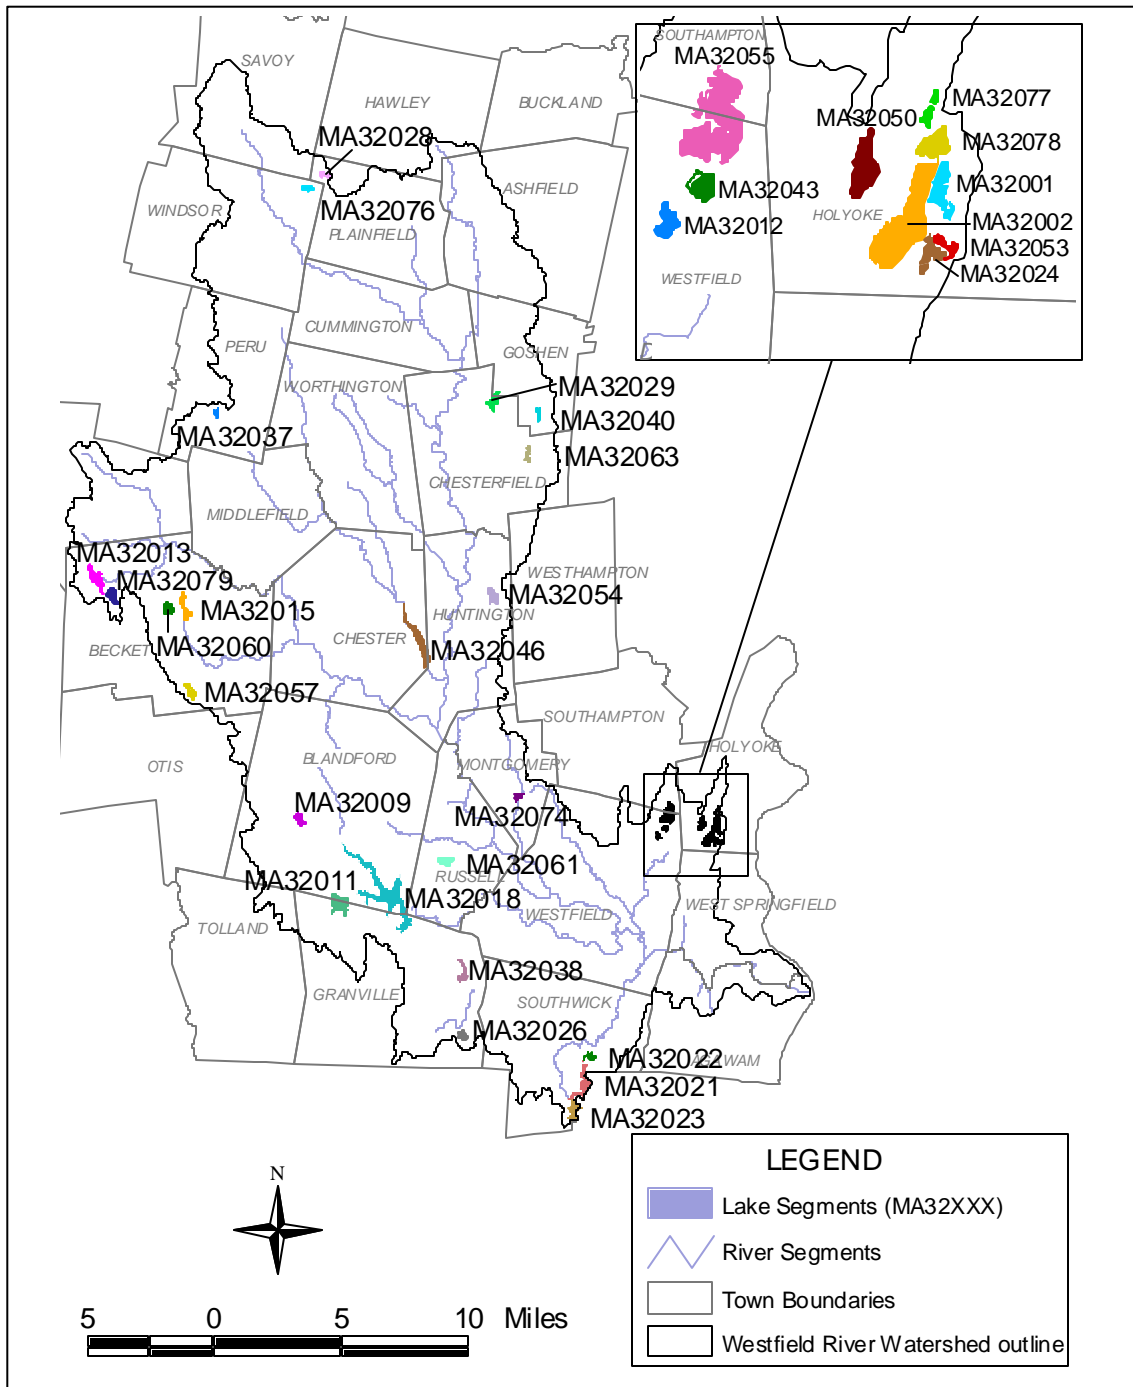 SAVOY
HAWLEY
BUCKLAND
MA32028
ASHFIELD
MA32076
WINDSOR
PLAINFIELD
CUMMINGTON
PERU
GOSHEN
WORTHINGTON
MA32029
MA32040
MA32037
MA32063
CHESTERFIELD
MIDDLEFIELD
MA32013
MA32079
WESTHAMPTON
MA32054
MA32015
HUNTINGTON
CHESTER
BECKET
MA32060
MA32046
MA32057
SOUTHAMPTON
HOLYOKE
BLANDFORD
MONTGOMERY
OTIS
MA32009
MA32074
MA32061
RUSSELL
MA32011
MA32018
WESTFIELD
WEST SPRINGFIELD
TOLLAND
MA32038
GRANVILLE
SOUTHWICK
MA32026
MA32022
AGAWAM
MA32021
MA32023
SOUTHAMPTON
MA32055
MA32077
MA32050
MA32078
MA32043
MA32001
HOLYOKE
MA32012
MA32002
MA32053
MA32024
WESTFIELD
E
LEGEND
Lake Segments (MA32XXX)
River Segments
Town Boundaries
Westfield River Watershed outline
N
5 0 5 10 Miles